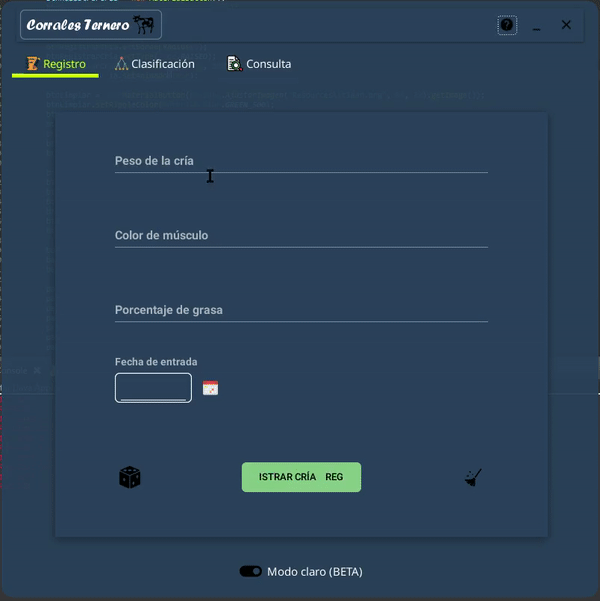 Corrales Ternero
Registro
Clasificación
Consulta
Peso de la cría
Color de músculo
Porcentaje de grasa
Fecha de entrada
ISTRAR CRÍA REG
Modo claro (BETA)